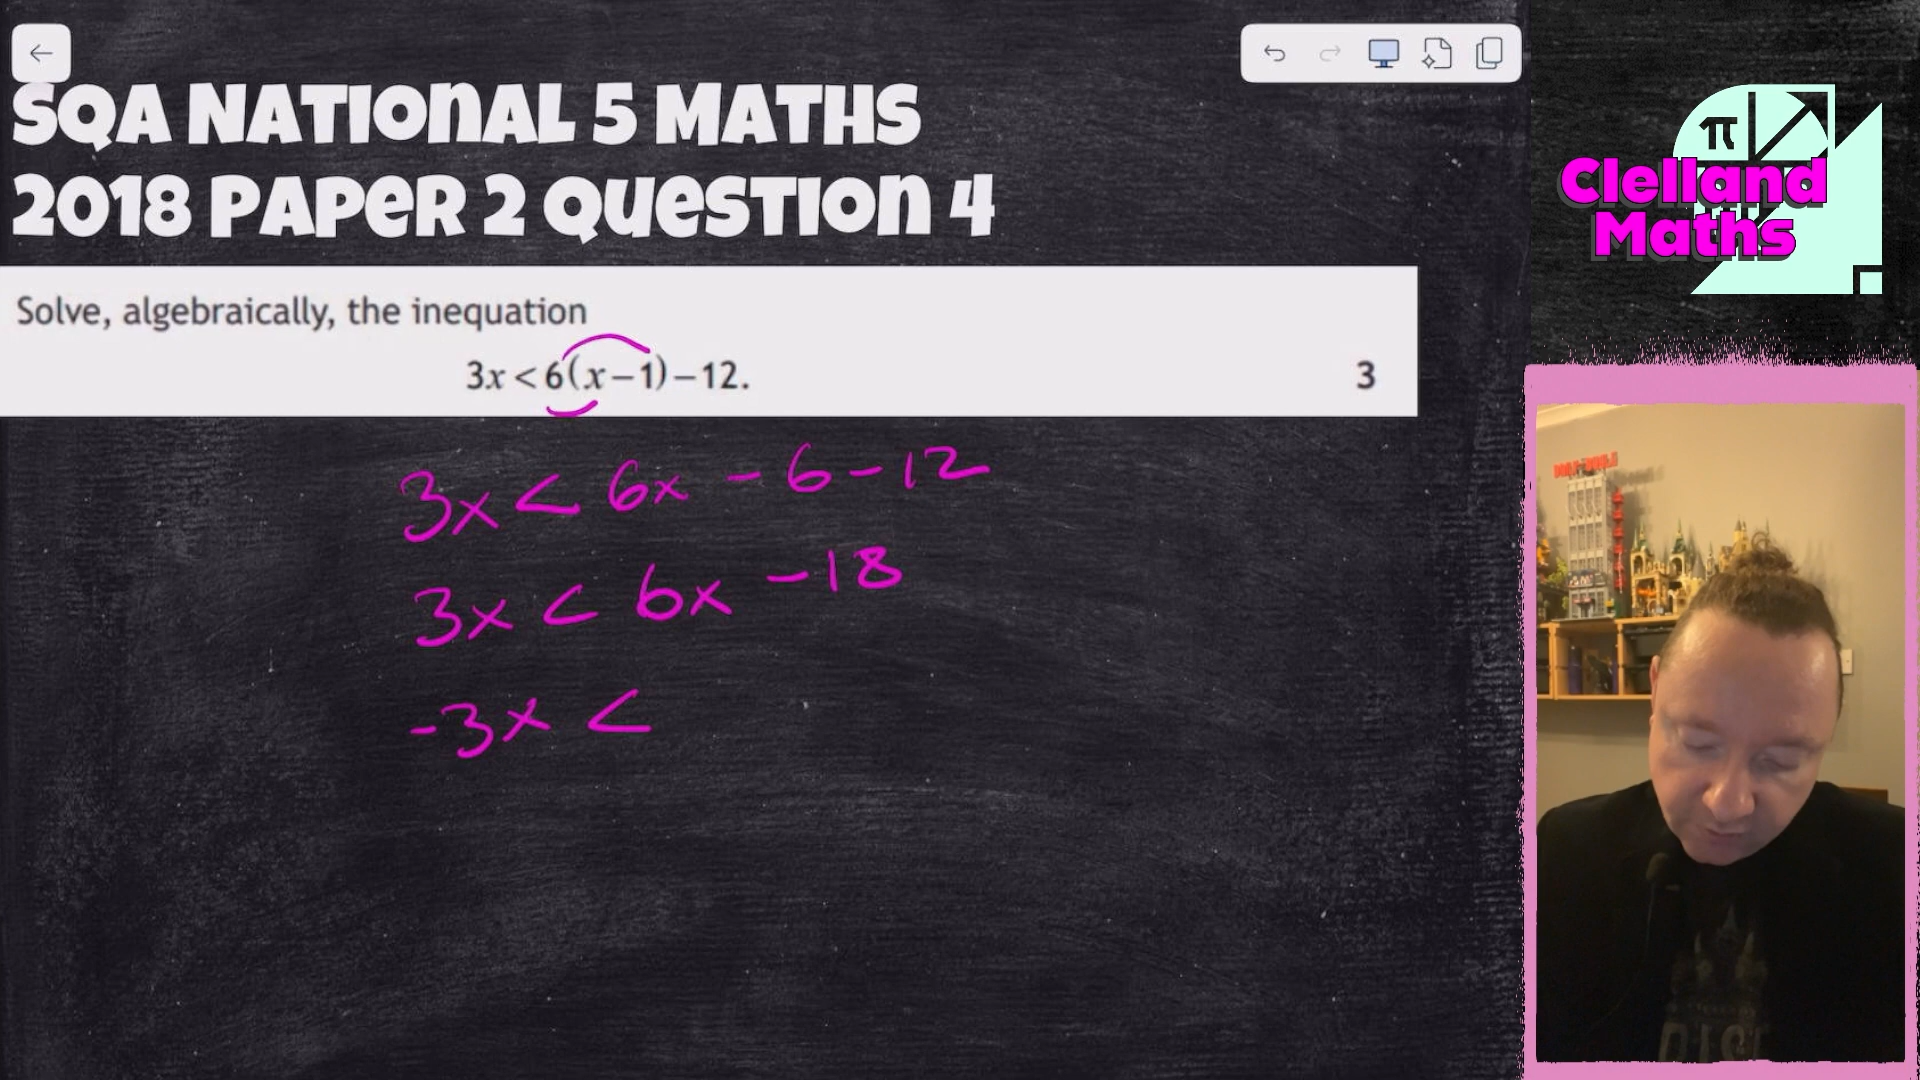 SQA NATIONAL 5 MATHS
2018 PAPER 2 QUESTION 4
π
Clelland
Maths
Solve, algebraically, the inequation
3x < 6(x − 1) − 12.
3
3x < 6x - 6 - 12
3x < 6x - 18
-3x <